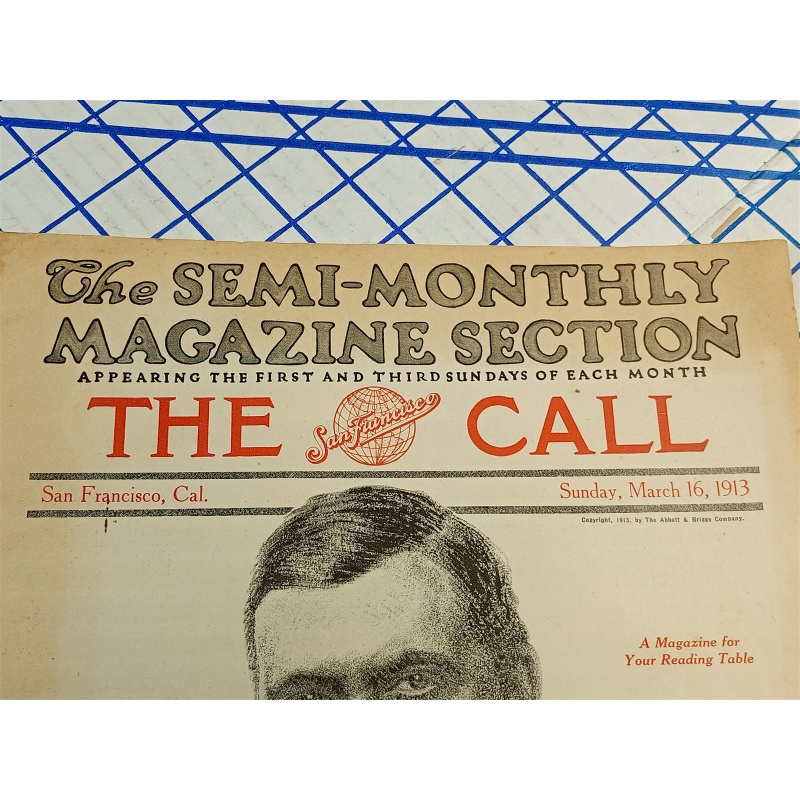 The SEMI-MONTHLY
MAGAZINE SECTION
APPEARING THE FIRST AND THIRD SUNDAYS OF EACH MONTH
THE San Francisco CALL
San Francisco, Cal. Sunday, March 16, 1913
Copyright, 1913, by The Abbott & Briggs Company.
A Magazine for
Your Reading Table